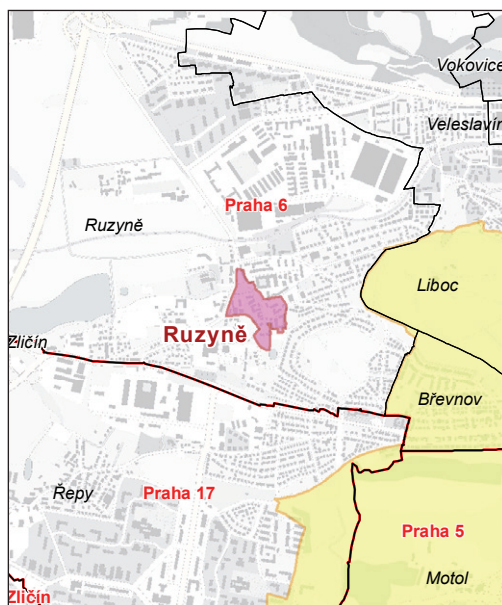 Vokovice
Veleslavín
Praha 6
Ruzyně
Liboc
Ruzyně
Zličín
Břevnov
Řepy
Praha 17
Praha 5
Motol
Zličín